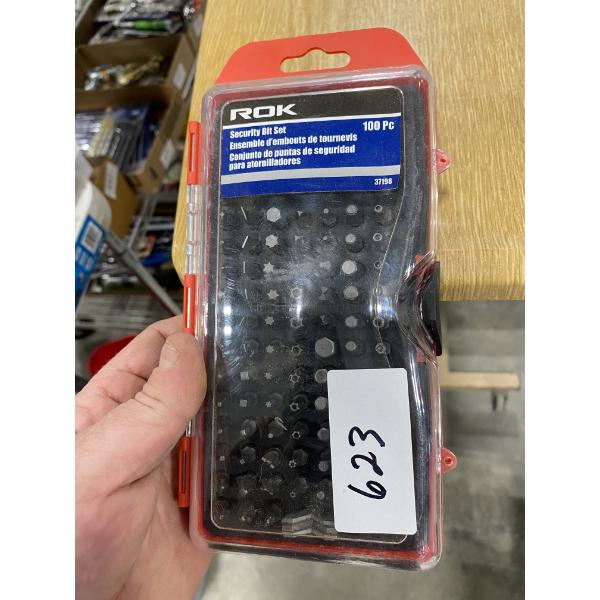 ROK
Security Bit Set 100 Pc
Ensemble d'embouts de tournevis
Conjunto de puntas de seguridad
para atornilladores
37198
623